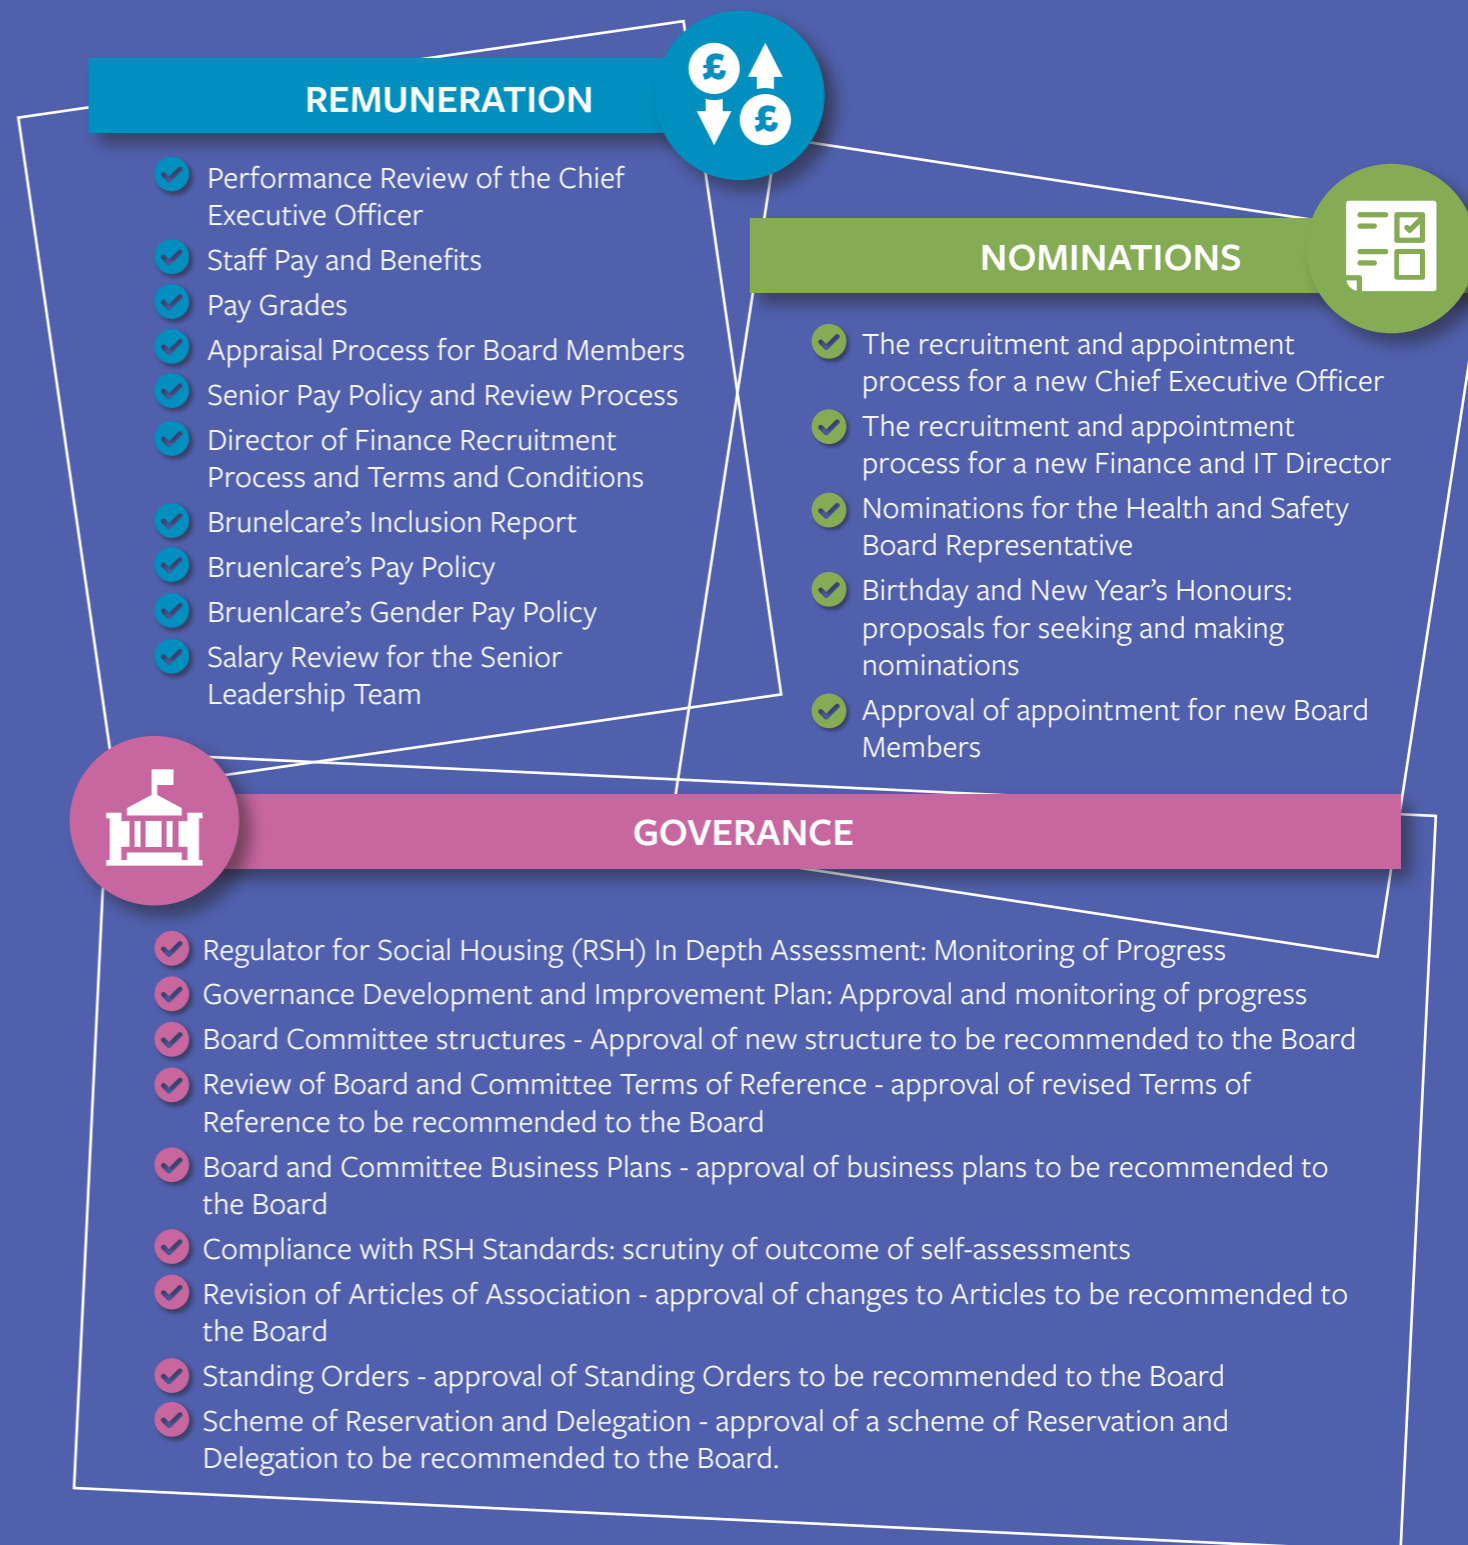 REMUNERATION
Performance Review of the Chief
Executive Officer
Staff Pay and Benefits
Pay Grades
Appraisal Process for Board Members
Senior Pay Policy and Review Process
Director of Finance Recruitment
Process and Terms and Conditions
Brunelcare’s Inclusion Report
Bruenlcare’s Pay Policy
Bruenlcare’s Gender Pay Policy
Salary Review for the Senior
Leadership Team
NOMINATIONS
The recruitment and appointment
process for a new Chief Executive Officer
The recruitment and appointment
process for a new Finance and IT Director
Nominations for the Health and Safety
Board Representative
Birthday and New Year’s Honours:
proposals for seeking and making
nominations
Approval of appointment for new Board
Members
GOVERANCE
Regulator for Social Housing (RSH) In Depth Assessment: Monitoring of Progress
Governance Development and Improvement Plan: Approval and monitoring of progress
Board Committee structures - Approval of new structure to be recommended to the Board
Review of Board and Committee Terms of Reference - approval of revised Terms of
Reference to be recommended to the Board
Board and Committee Business Plans - approval of business plans to be recommended to
the Board
Compliance with RSH Standards: scrutiny of outcome of self-assessments
Revision of Articles of Association - approval of changes to Articles to be recommended to
the Board
Standing Orders - approval of Standing Orders to be recommended to the Board
Scheme of Reservation and Delegation - approval of a scheme of Reservation and
Delegation to be recommended to the Board.